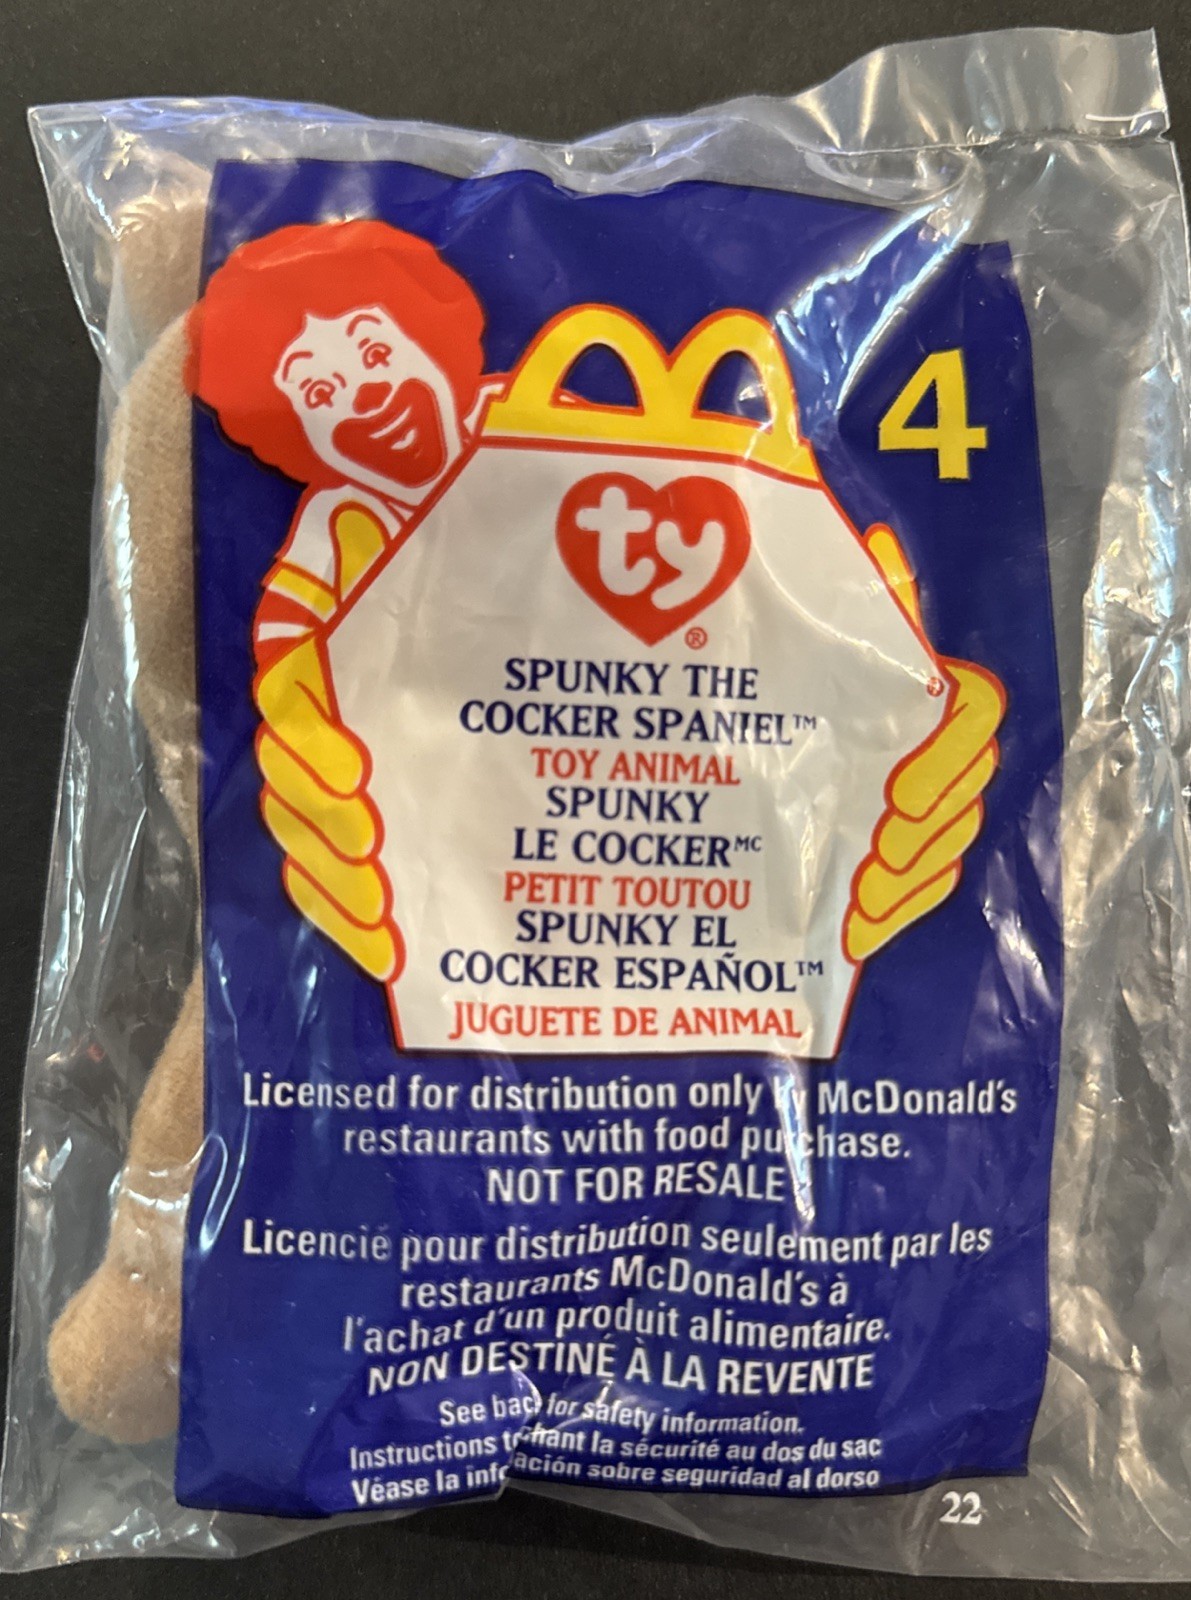 4
ty
®
SPUNKY THE
COCKER SPANIEL™
TOY ANIMAL
SPUNKY
LE COCKER MC
PETIT TOUTOU
SPUNKY EL
COCKER ESPAÑOL™
JUGUETE DE ANIMAL
Licensed for distribution only by McDonald's
restaurants with food purchase.
NOT FOR RESALE
Licencié pour distribution seulement par les
restaurants McDonald's à
l'achat d'un produit alimentaire.
NON DESTINÉ À LA REVENTE
See back for safety information.
Instructions la sécurité au dos du sac
Véase la sobre seguridad al dorso
22